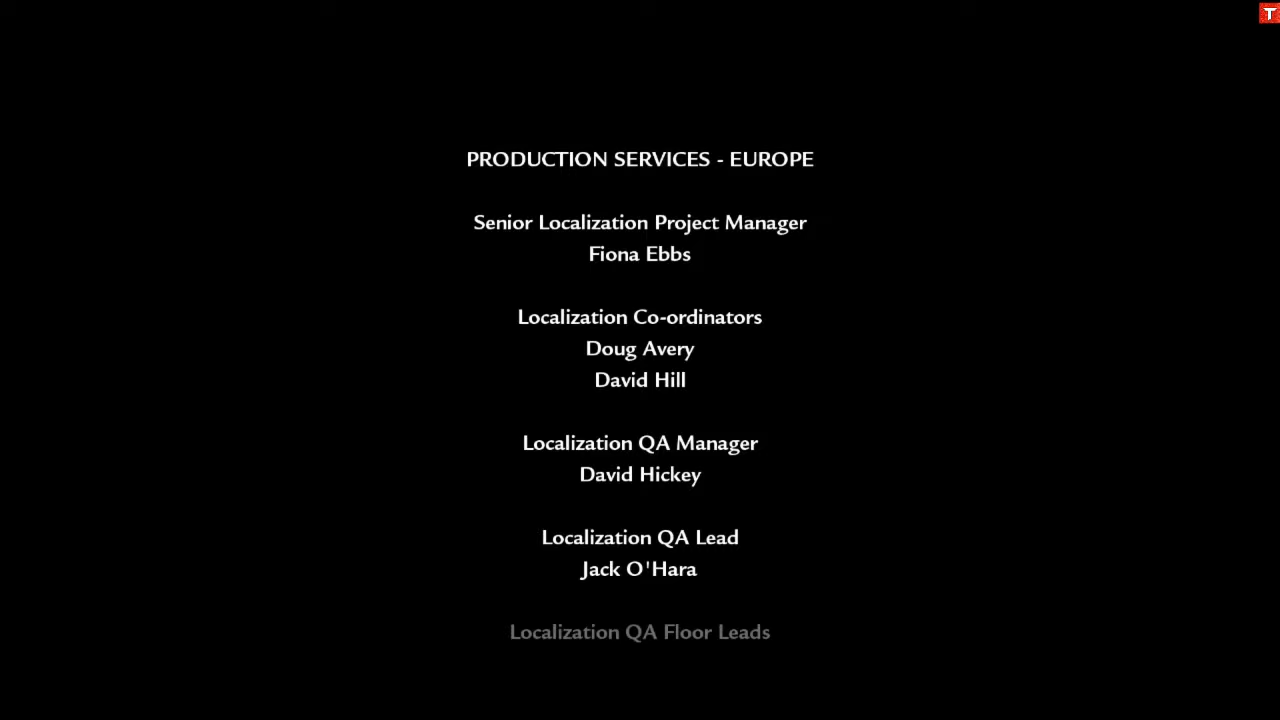 T
PRODUCTION SERVICES - EUROPE
Senior Localization Project Manager
Fiona Ebbs
Localization Co-ordinators
Doug Avery
David Hill
Localization QA Manager
David Hickey
Localization QA Lead
Jack O'Hara
Localization QA Floor Leads